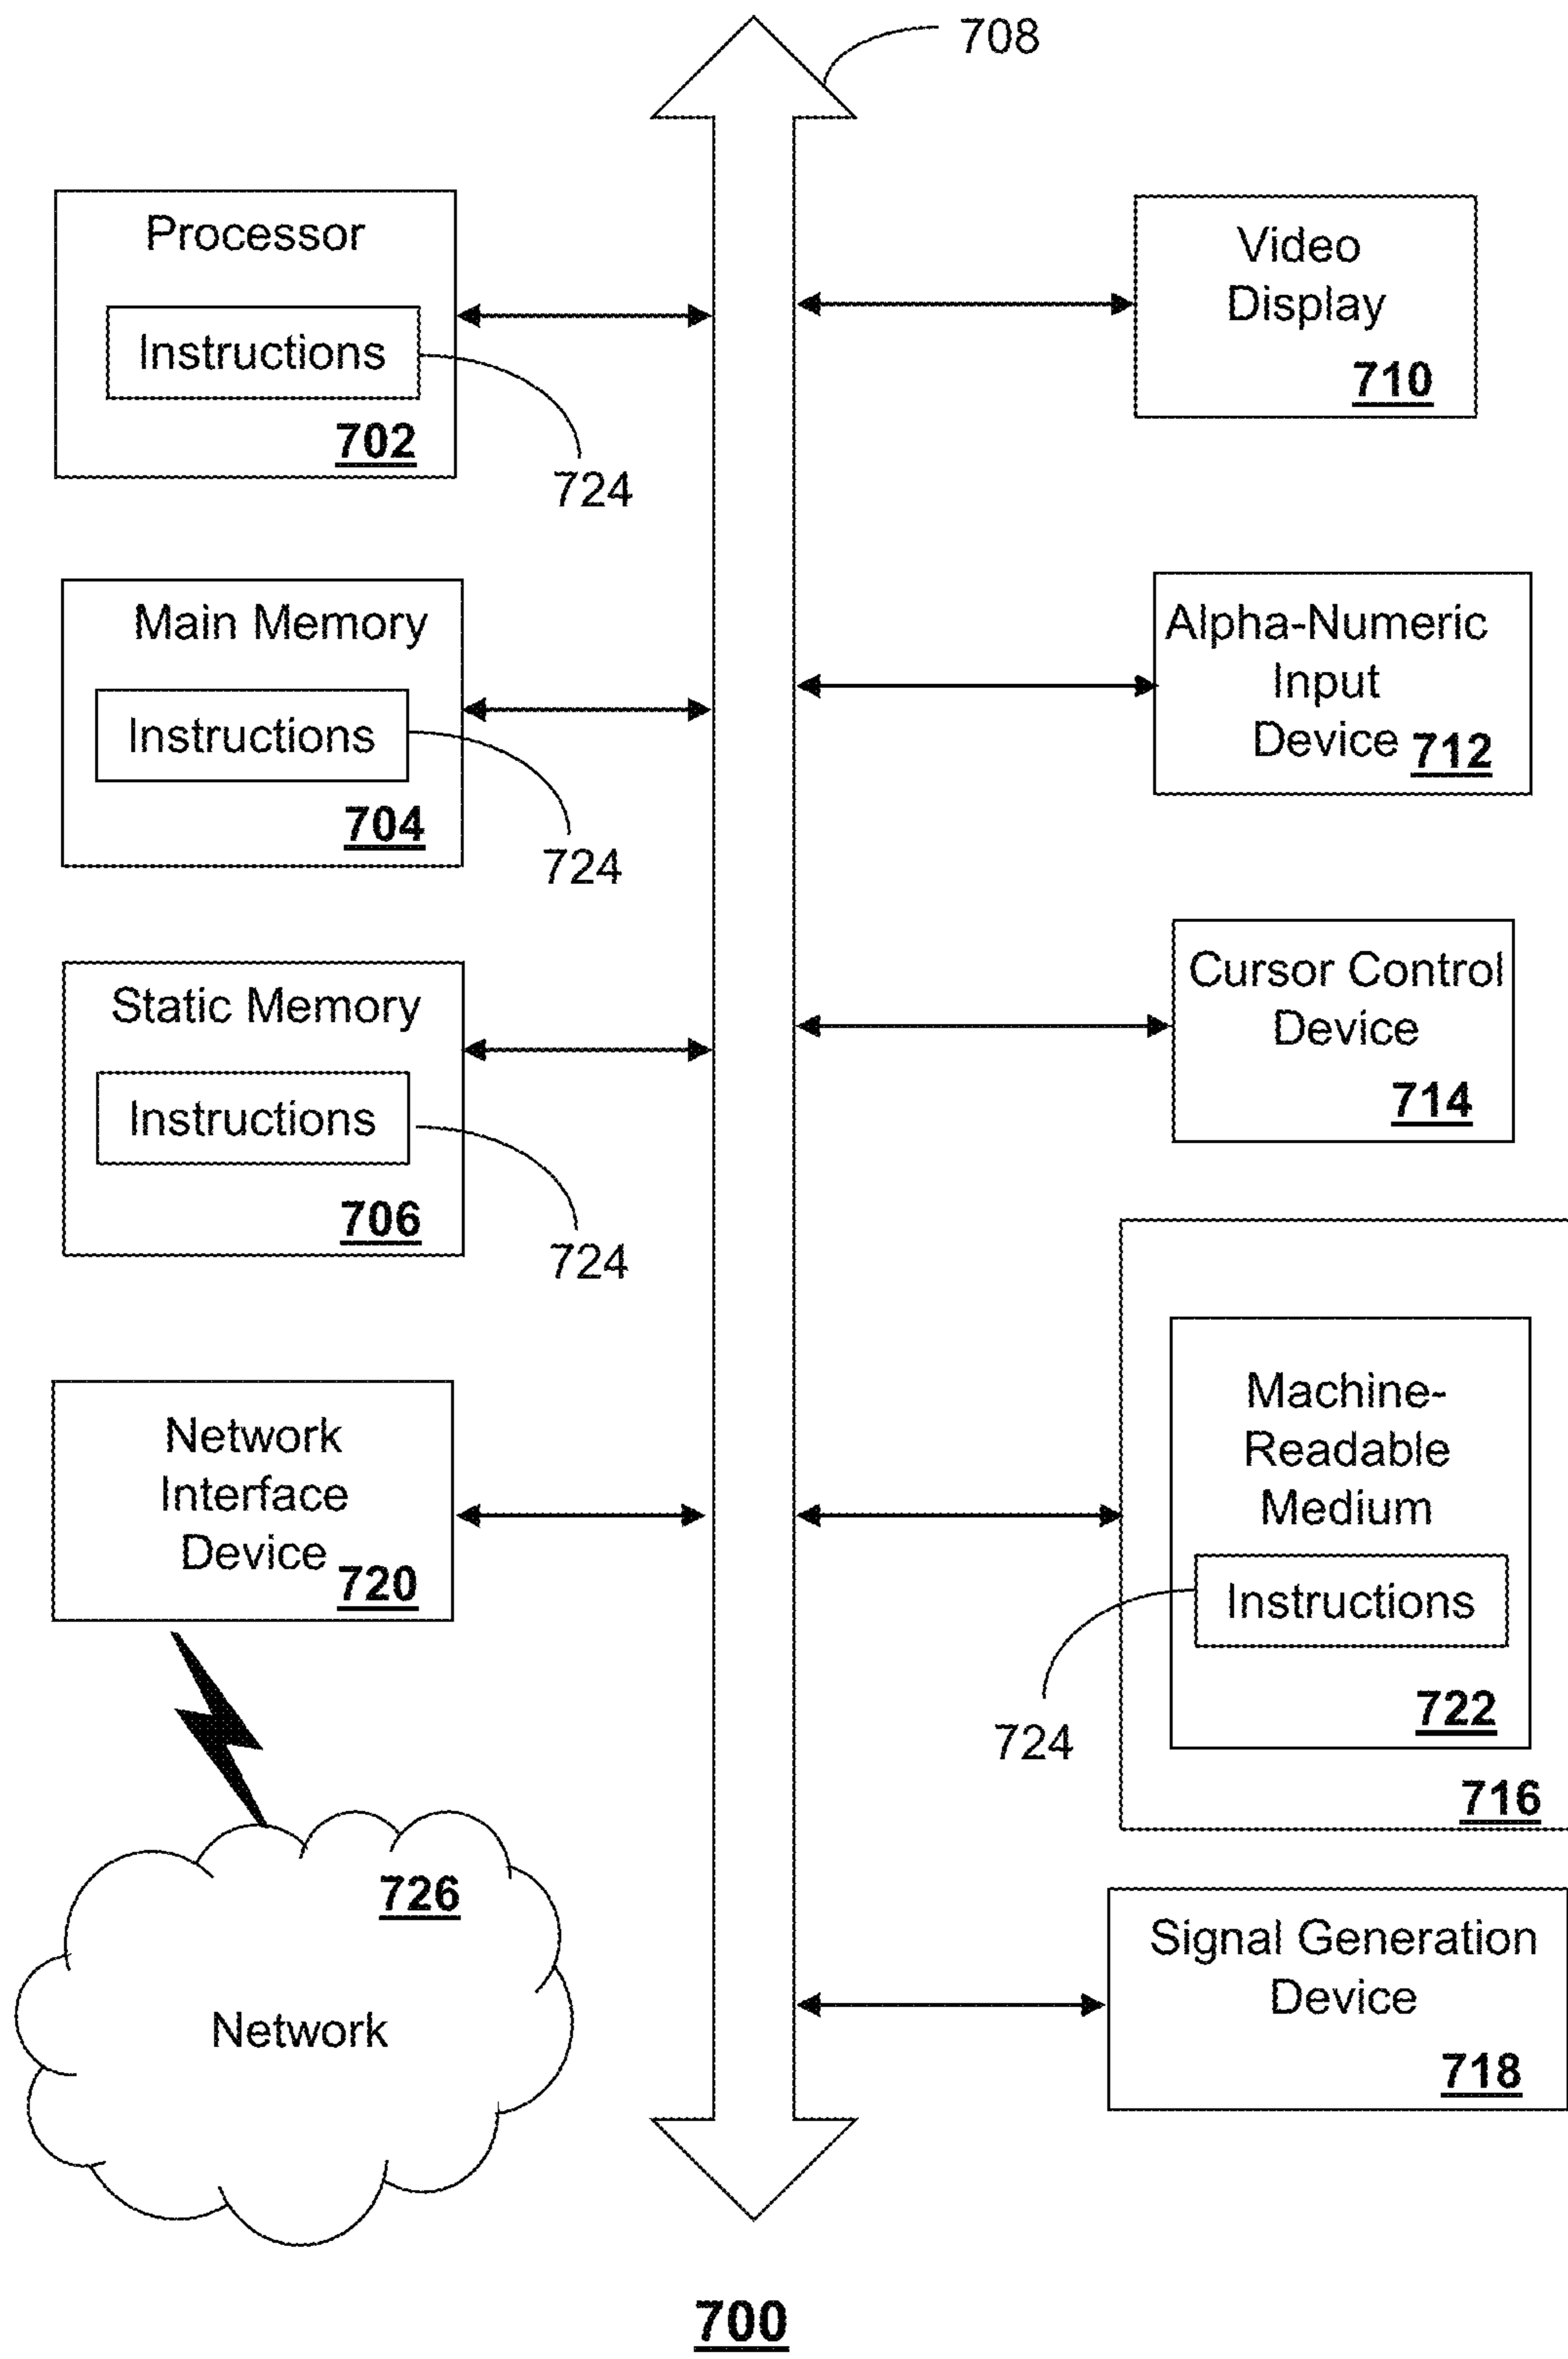 708
Processor
Instructions
702
724
Main Memory
Instructions
704
724
Static Memory
Instructions
706
724
Network
Interface
Device
720
726
Network
Video
Display
710
Alpha-Numeric
Input
Device
712
Cursor Control
Device
714
Machine-
Readable
Medium
Instructions
724
722
716
Signal Generation
Device
718
700